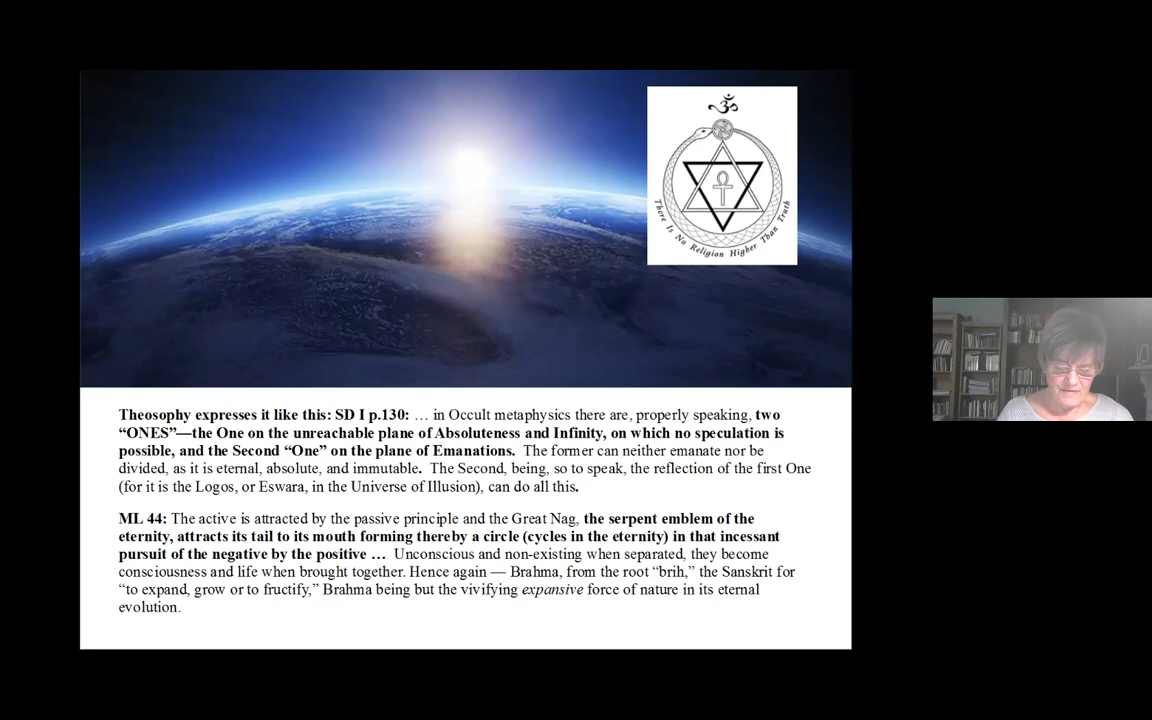 ॐ
There Is No Religion Higher Than Truth
Theosophy expresses it like this: SD I p.130: … in Occult metaphysics there are, properly speaking, two
“ONES”—the One on the unreachable plane of Absoluteness and Infinity, on which no speculation is
possible, and the Second “One” on the plane of Emanations. The former can neither emanate nor be
divided, as it is eternal, absolute, and immutable. The Second, being, so to speak, the reflection of the first One
(for it is the Logos, or Eswara, in the Universe of Illusion), can do all this.
ML 44: The active is attracted by the passive principle and the Great Nag, the serpent emblem of the
eternity, attracts its tail to its mouth forming thereby a circle (cycles in the eternity) in that incessant
pursuit of the negative by the positive … Unconscious and non-existing when separated, they become
consciousness and life when brought together. Hence again — Brahma, from the root “brih,” the Sanskrit for
“to expand, grow or to fructify,” Brahma being but the vivifying expansive force of nature in its eternal
evolution.